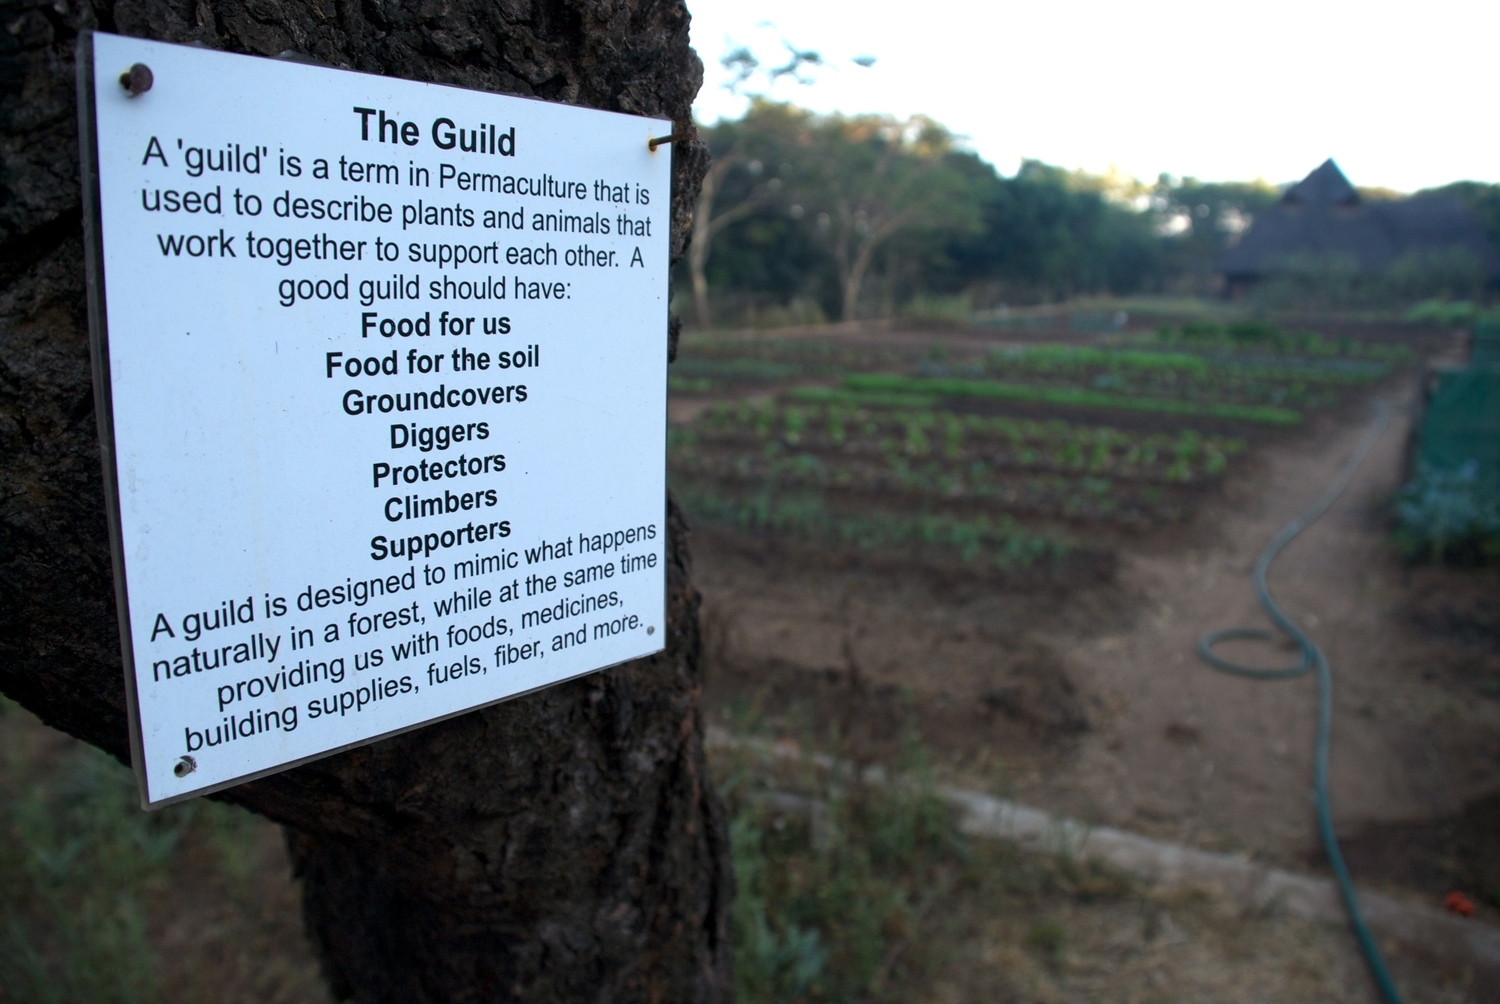 The Guild
A 'guild' is a term in Permaculture that is
used to describe plants and animals that
work together to support each other. A
good guild should have:
Food for us
Food for the soil
Groundcovers
Diggers
Protectors
Climbers
Supporters
A guild is designed to mimic what happens
naturally in a forest, while at the same time
providing us with foods, medicines,
building supplies, fuels, fiber, and more.